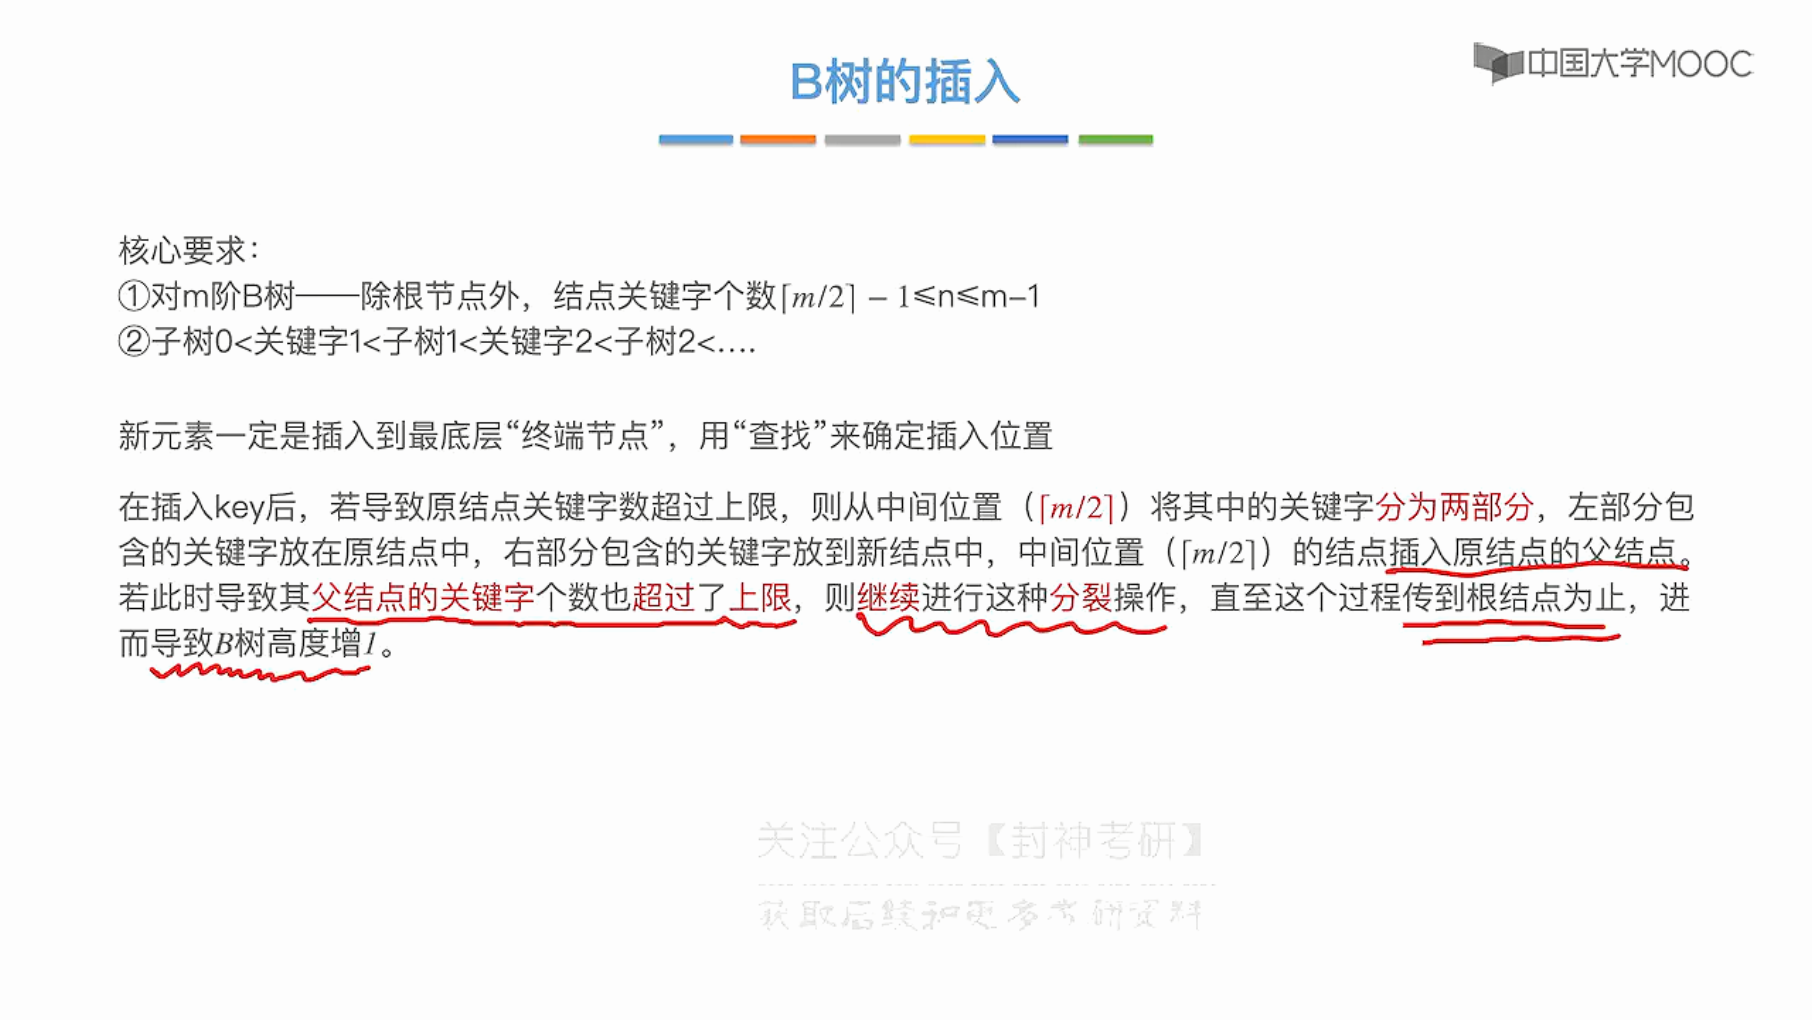 B树的插入
中国大学MOOC
核心要求：
①对m阶B树——除根节点外，结点关键字个数⌈m/2⌉ − 1≤n≤m−1
②子树0<关键字1<子树1<关键字2<子树2<....
新元素一定是插入到最底层“终端节点”，用“查找”来确定插入位置
在插入key后，若导致原结点关键字数超过上限，则从中间位置（⌈m/2⌉）将其中的关键字分为两部分，左部分包
含的关键字放在原结点中，右部分包含的关键字放到新结点中，中间位置（⌈m/2⌉）的结点插入原结点的父结点。
若此时导致其父结点的关键字个数也超过了上限，则继续进行这种分裂操作，直至这个过程传到根结点为止，进
而导致B树高度增1。
关注公众号【封神考研】
获取后续和更多考研资料